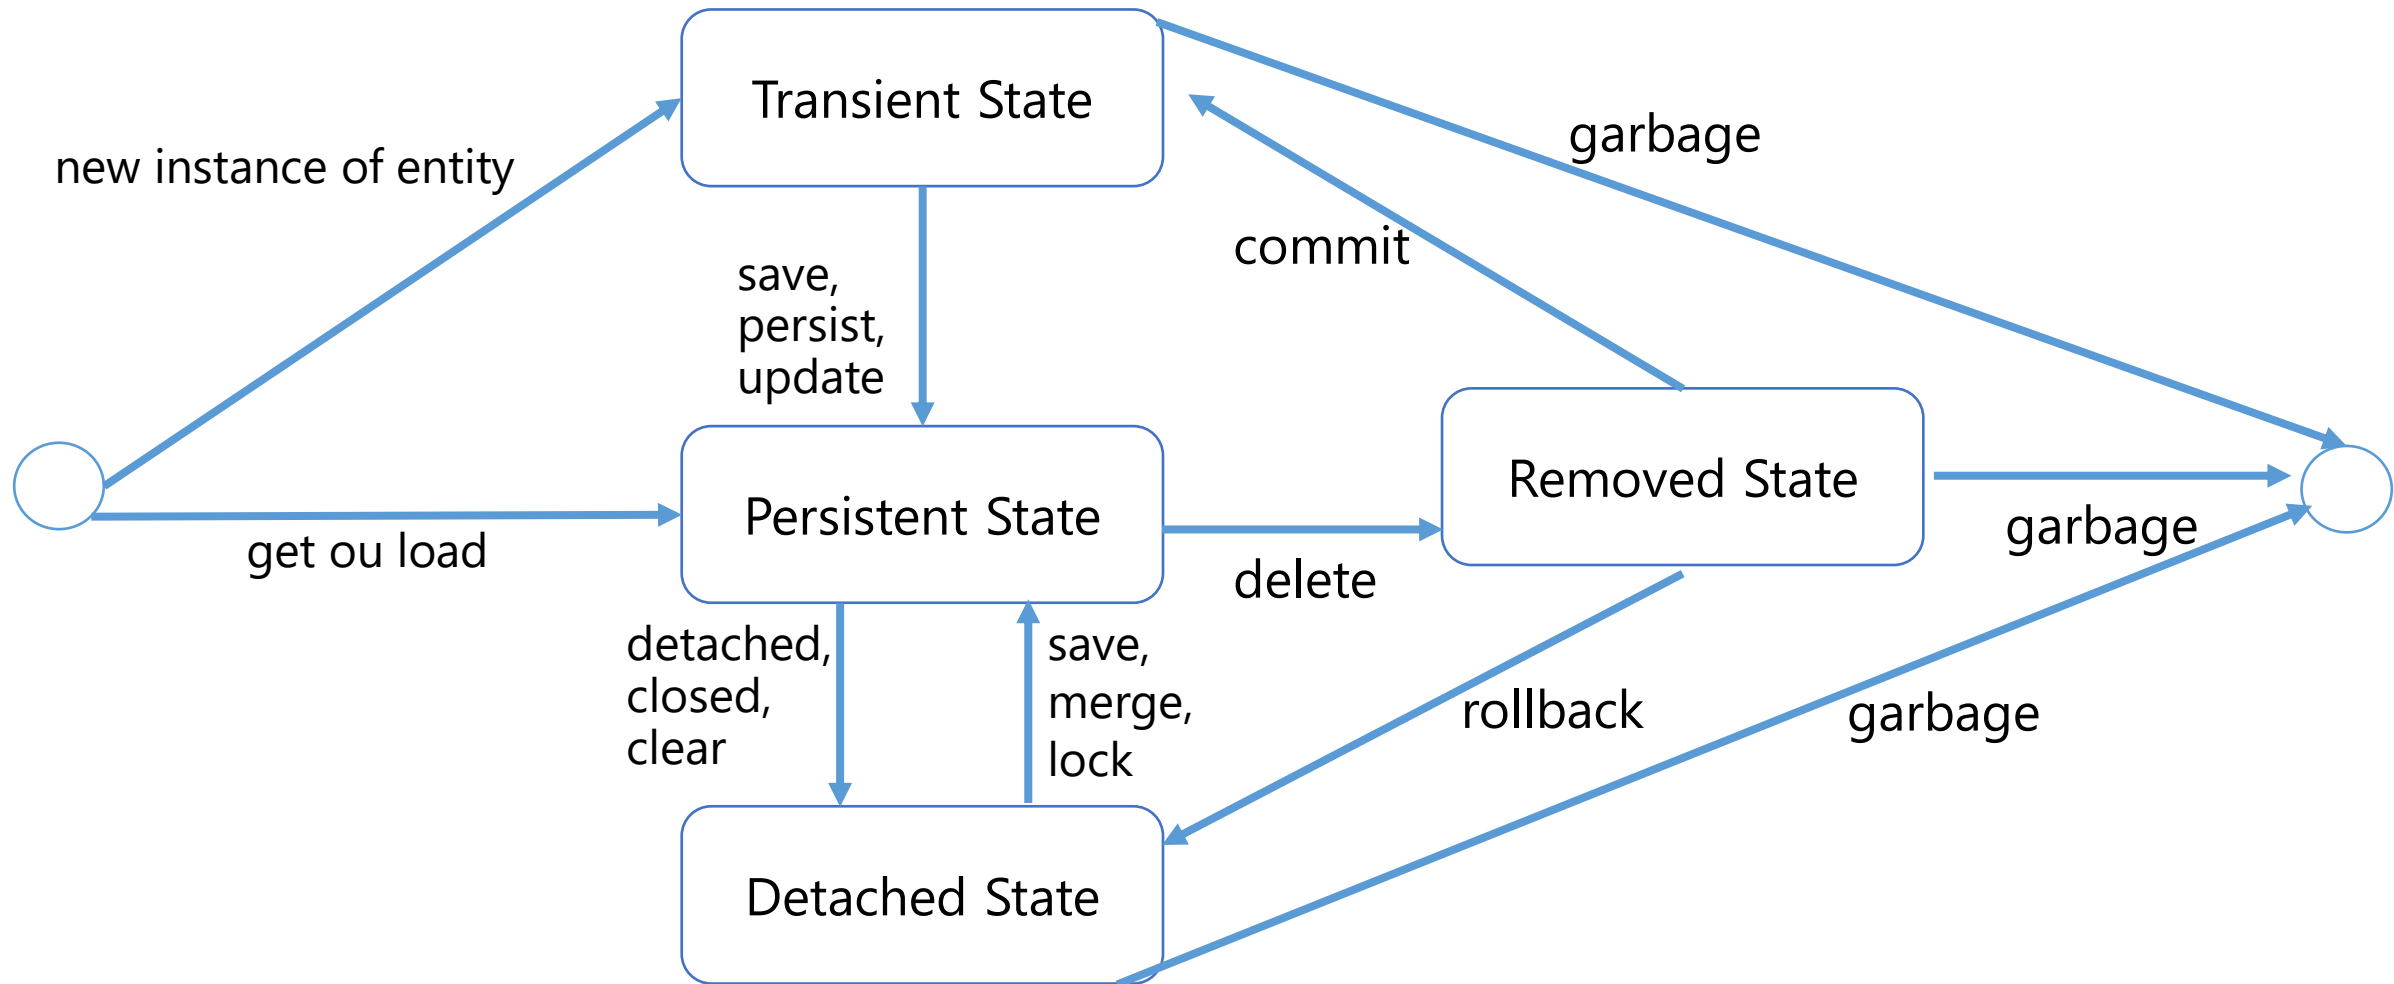 Transient State
garbage
new instance of entity
commit
save,
persist,
update
Removed State
Persistent State
garbage
get ou load
delete
detached,
closed,
clear
save,
merge,
lock
rollback
garbage
Detached State